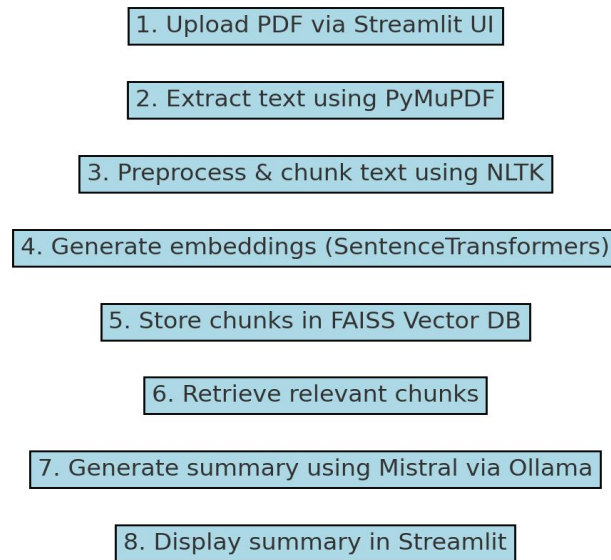 1. Upload PDF via Streamlit UI
2. Extract text using PyMuPDF
3. Preprocess & chunk text using NLTK
4. Generate embeddings (SentenceTransformers)
5. Store chunks in FAISS Vector DB
6. Retrieve relevant chunks
7. Generate summary using Mistral via Ollama
8. Display summary in Streamlit